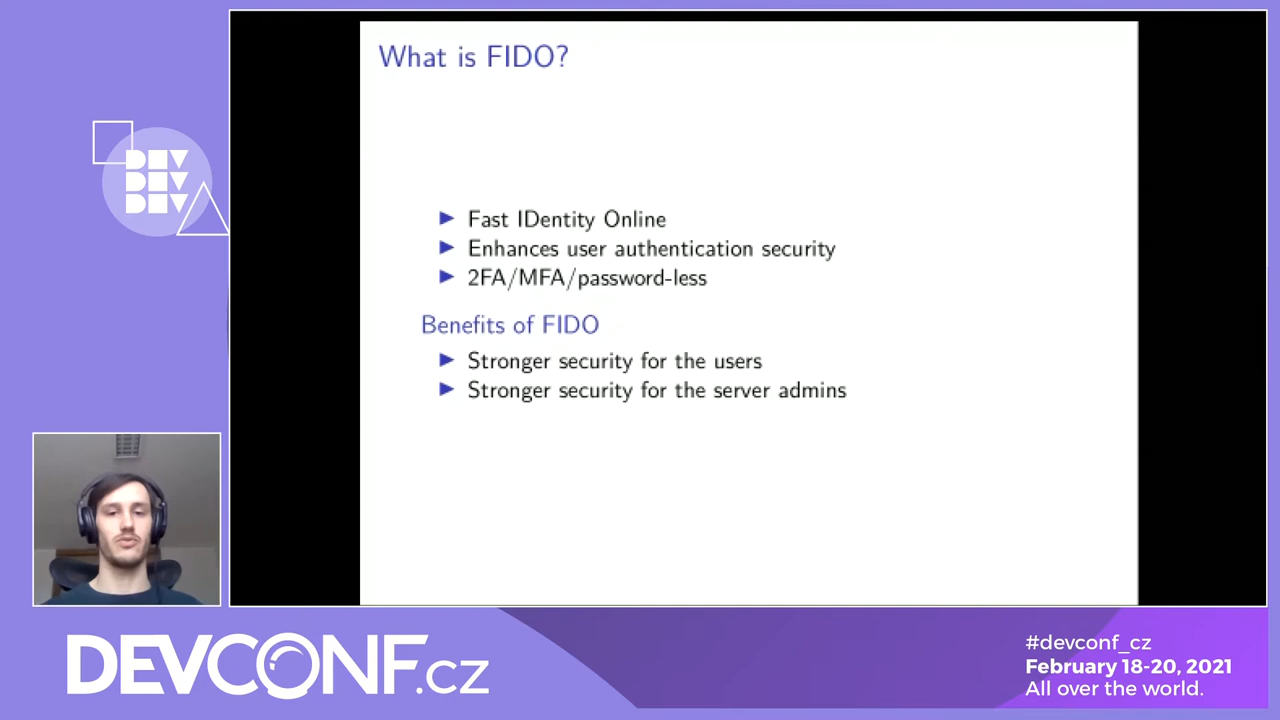 What is FIDO?
Fast IDentity Online
Enhances user authentication security
2FA/MFA/password-less
Benefits of FIDO
Stronger security for the users
Stronger security for the server admins
DEV
DEV
DEV
DEVCONF.cz
#devconf_cz
February 18-20, 2021
All over the world.